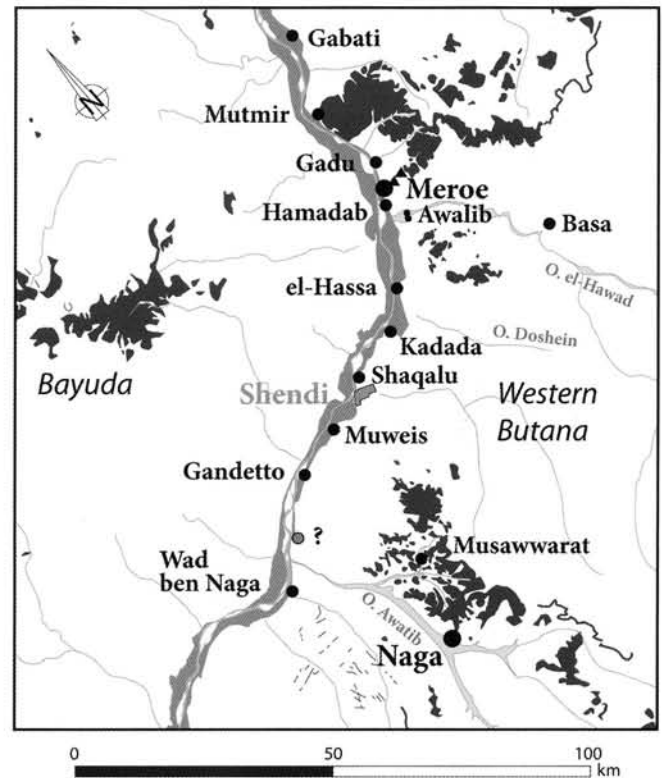 Gabati
N
Mutmir
Gadu
Meroe
Hamadab
Awalib
Basa
O. el-Hawad
el-Hassa
O. Doshein
Kadada
Bayuda
Shaqalu
Shendi
Western
Butana
Muweis
Gandetto
?
Musawwarat
Wad
ben Naga
O. Awatib
Naga
0 50 100
km